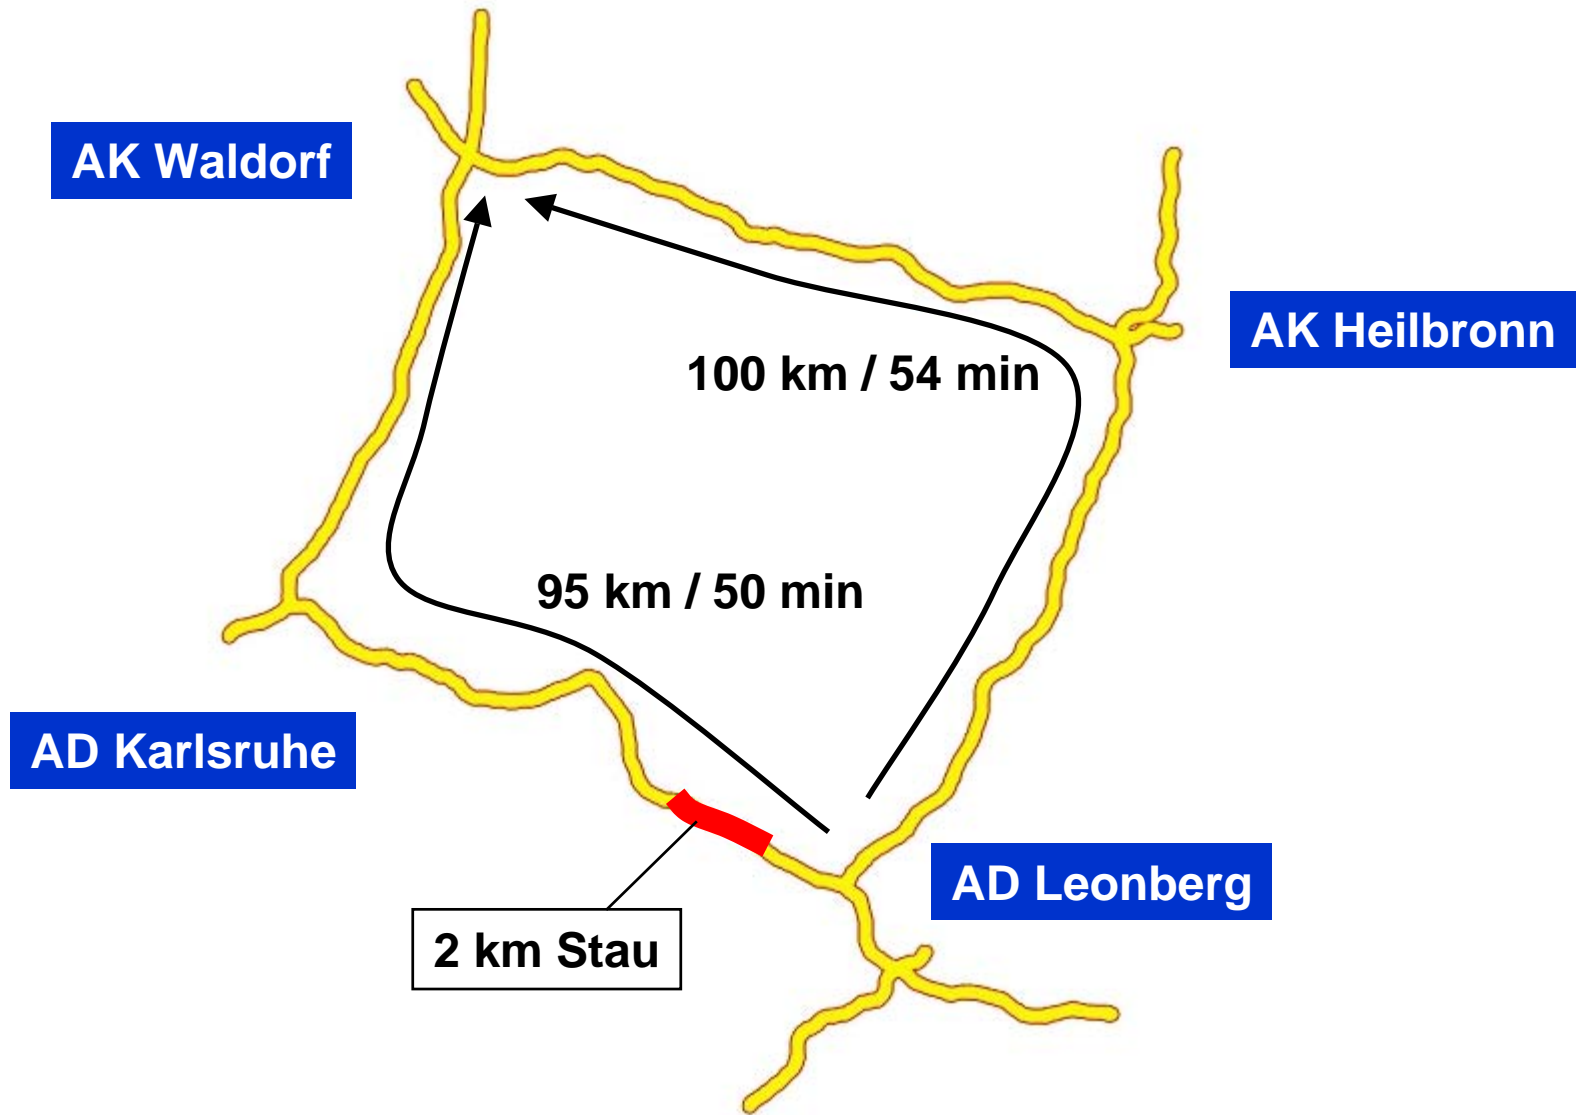 AK Waldorf
AK Heilbronn
100 km / 54 min
95 km / 50 min
AD Karlsruhe
AD Leonberg
2 km Stau